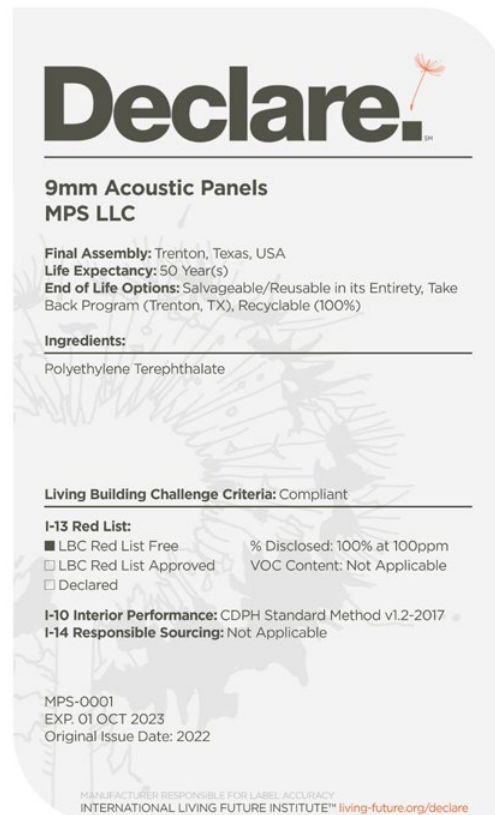 Declare.
SM
9mm Acoustic Panels
MPS LLC
Final Assembly: Trenton, Texas, USA
Life Expectancy: 50 Year(s)
End of Life Options: Salvageable/Reusable in its Entirety, Take
Back Program (Trenton, TX), Recyclable (100%)
Ingredients:
Polyethylene Terephthalate
Living Building Challenge Criteria: Compliant
I-13 Red List:
■ LBC Red List Free % Disclosed: 100% at 100ppm
□ LBC Red List Approved VOC Content: Not Applicable
□ Declared
I-10 Interior Performance: CDPH Standard Method v1.2-2017
I-14 Responsible Sourcing: Not Applicable
MPS-0001
EXP. 01 OCT 2023
Original Issue Date: 2022
MANUFACTURER RESPONSIBLE FOR LABEL ACCURACY
INTERNATIONAL LIVING FUTURE INSTITUTE™ living-future.org/declare